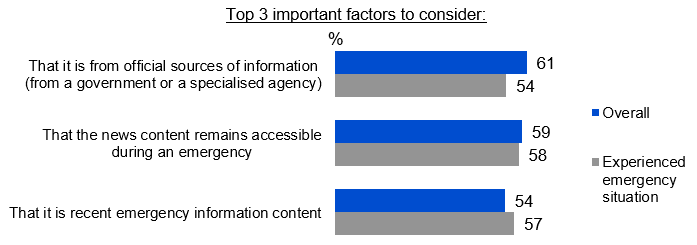 Top 3 important factors to consider:
%
That it is from official sources of information
(from a government or a specialised agency)
61
54
That the news content remains accessible
during an emergency
59
58
That it is recent emergency information content
54
57
Overall
Experienced
emergency
situation